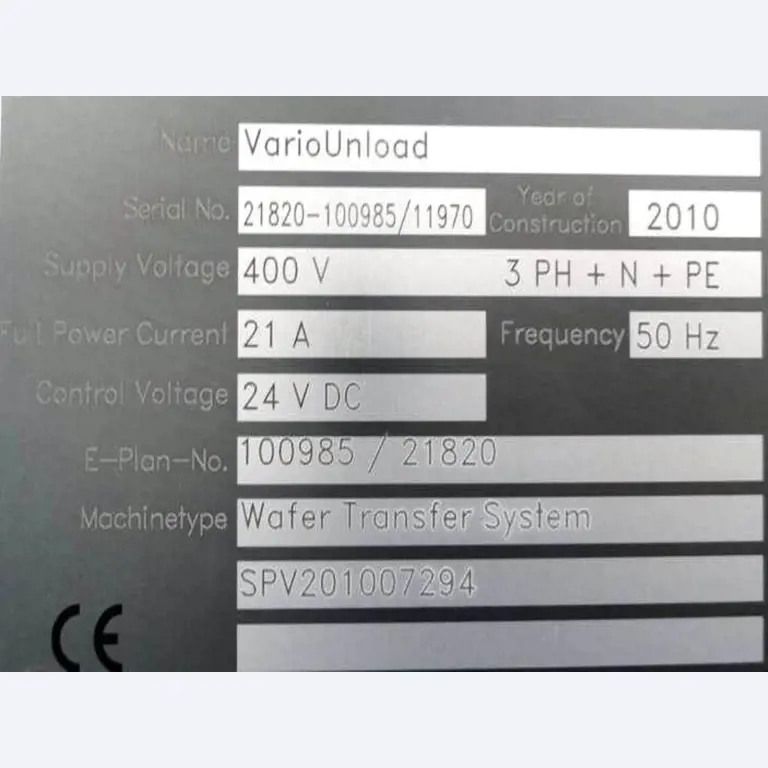 Name VarioUnload
Serial No. 21820-100985/11970 Year of Construction 2010
Supply Voltage 400 V 3 PH + N + PE
Full Power Current 21 A Frequency 50 Hz
Control Voltage 24 V DC
E-Plan-No. 100985 / 21820
Machinetype Wafer Transfer System
SPV201007294
CE